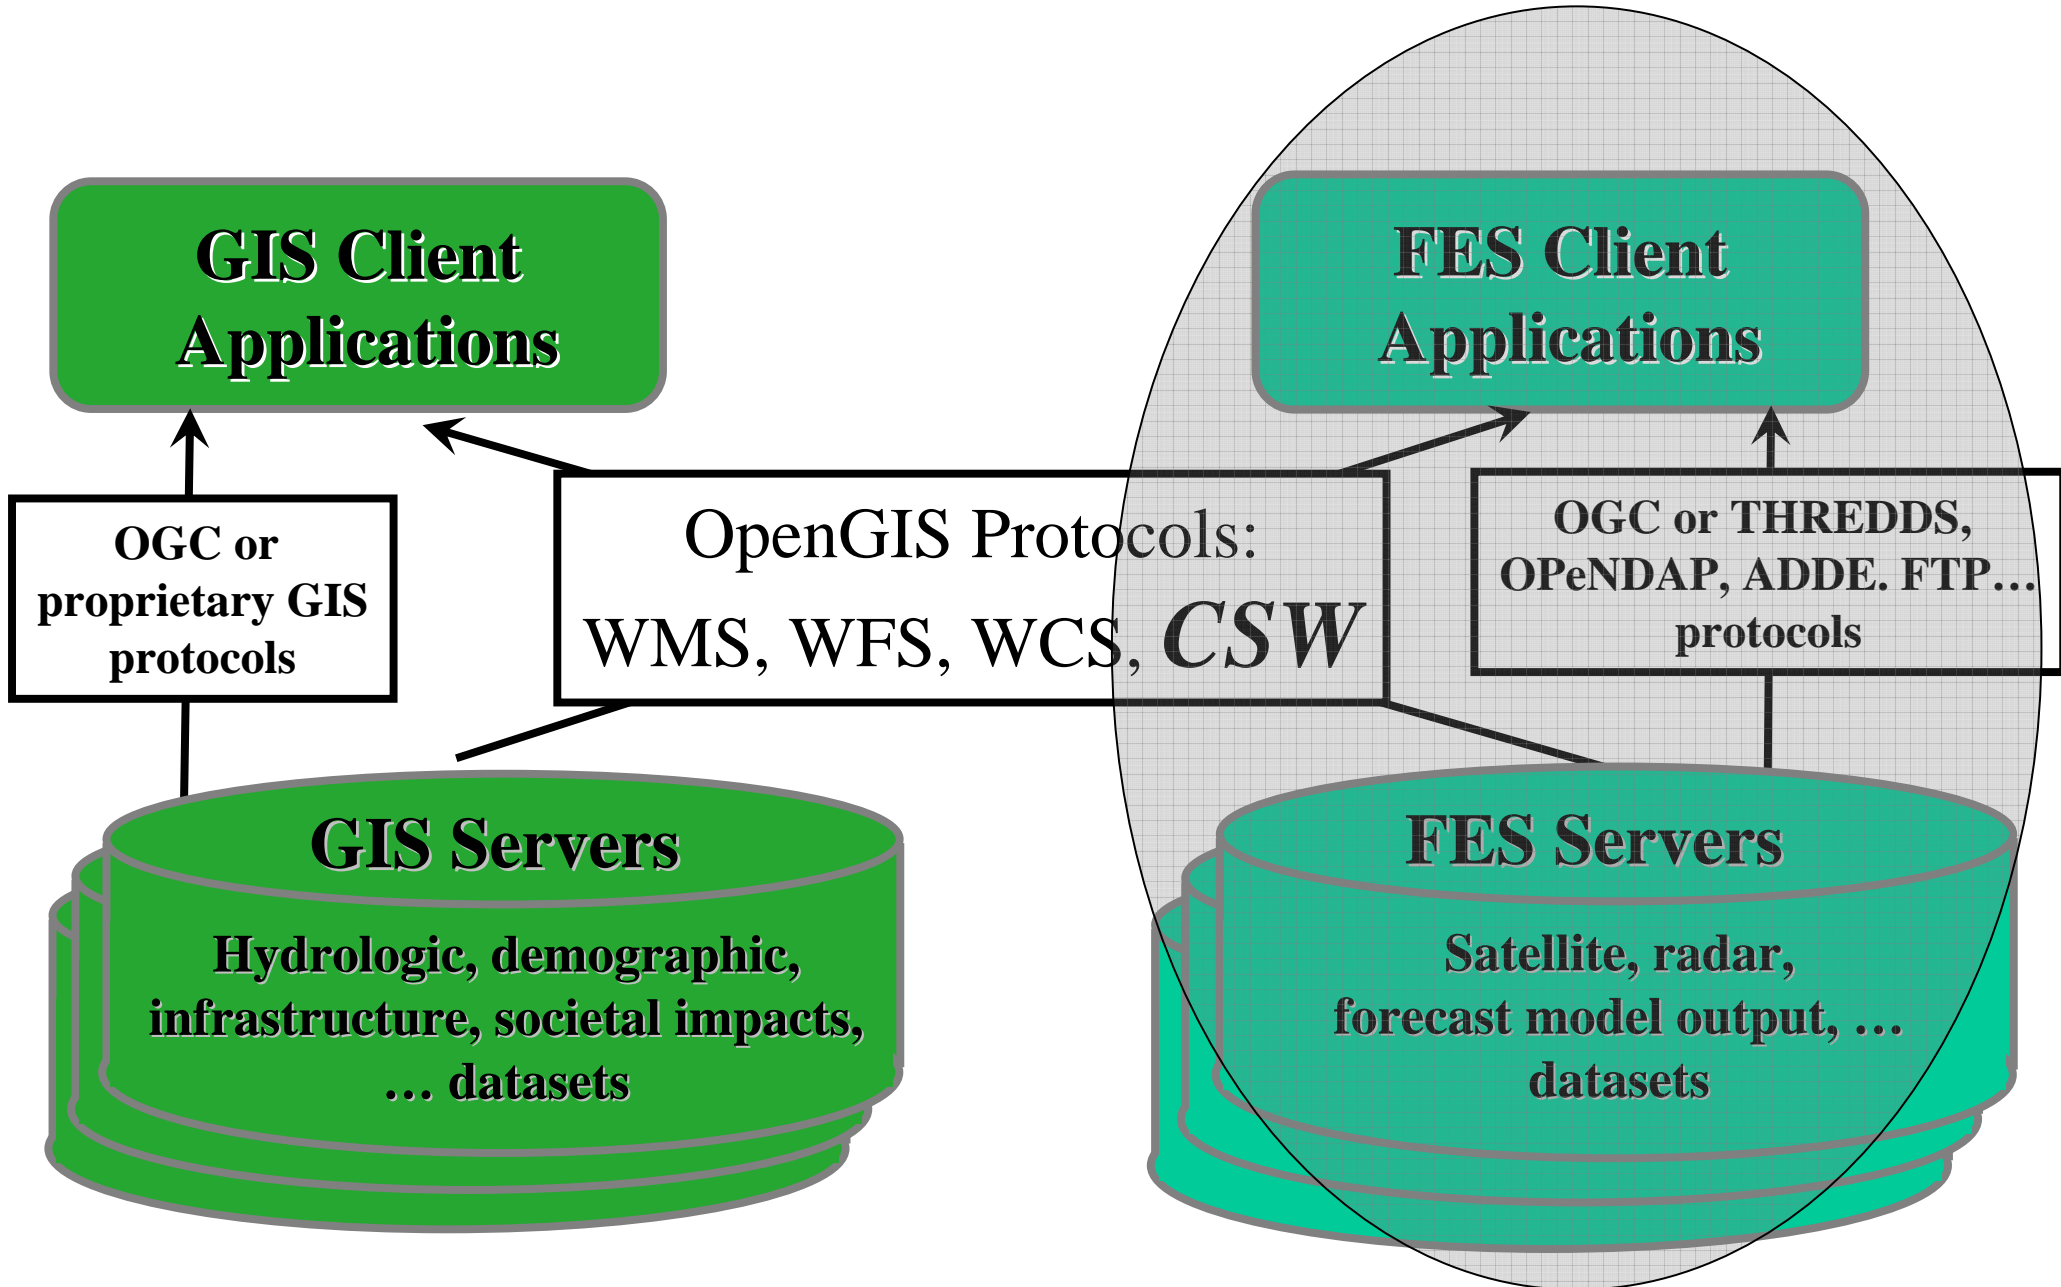 GIS Client
Applications
FES Client
Applications
OGC or
proprietary GIS
protocols
OpenGIS Protocols:
WMS, WFS, WCS, CSW
OGC or THREDDS,
OPeNDAP, ADDE. FTP…
protocols
GIS Servers
Hydrologic, demographic,
infrastructure, societal impacts,
… datasets
FES Servers
Satellite, radar,
forecast model output, …
datasets